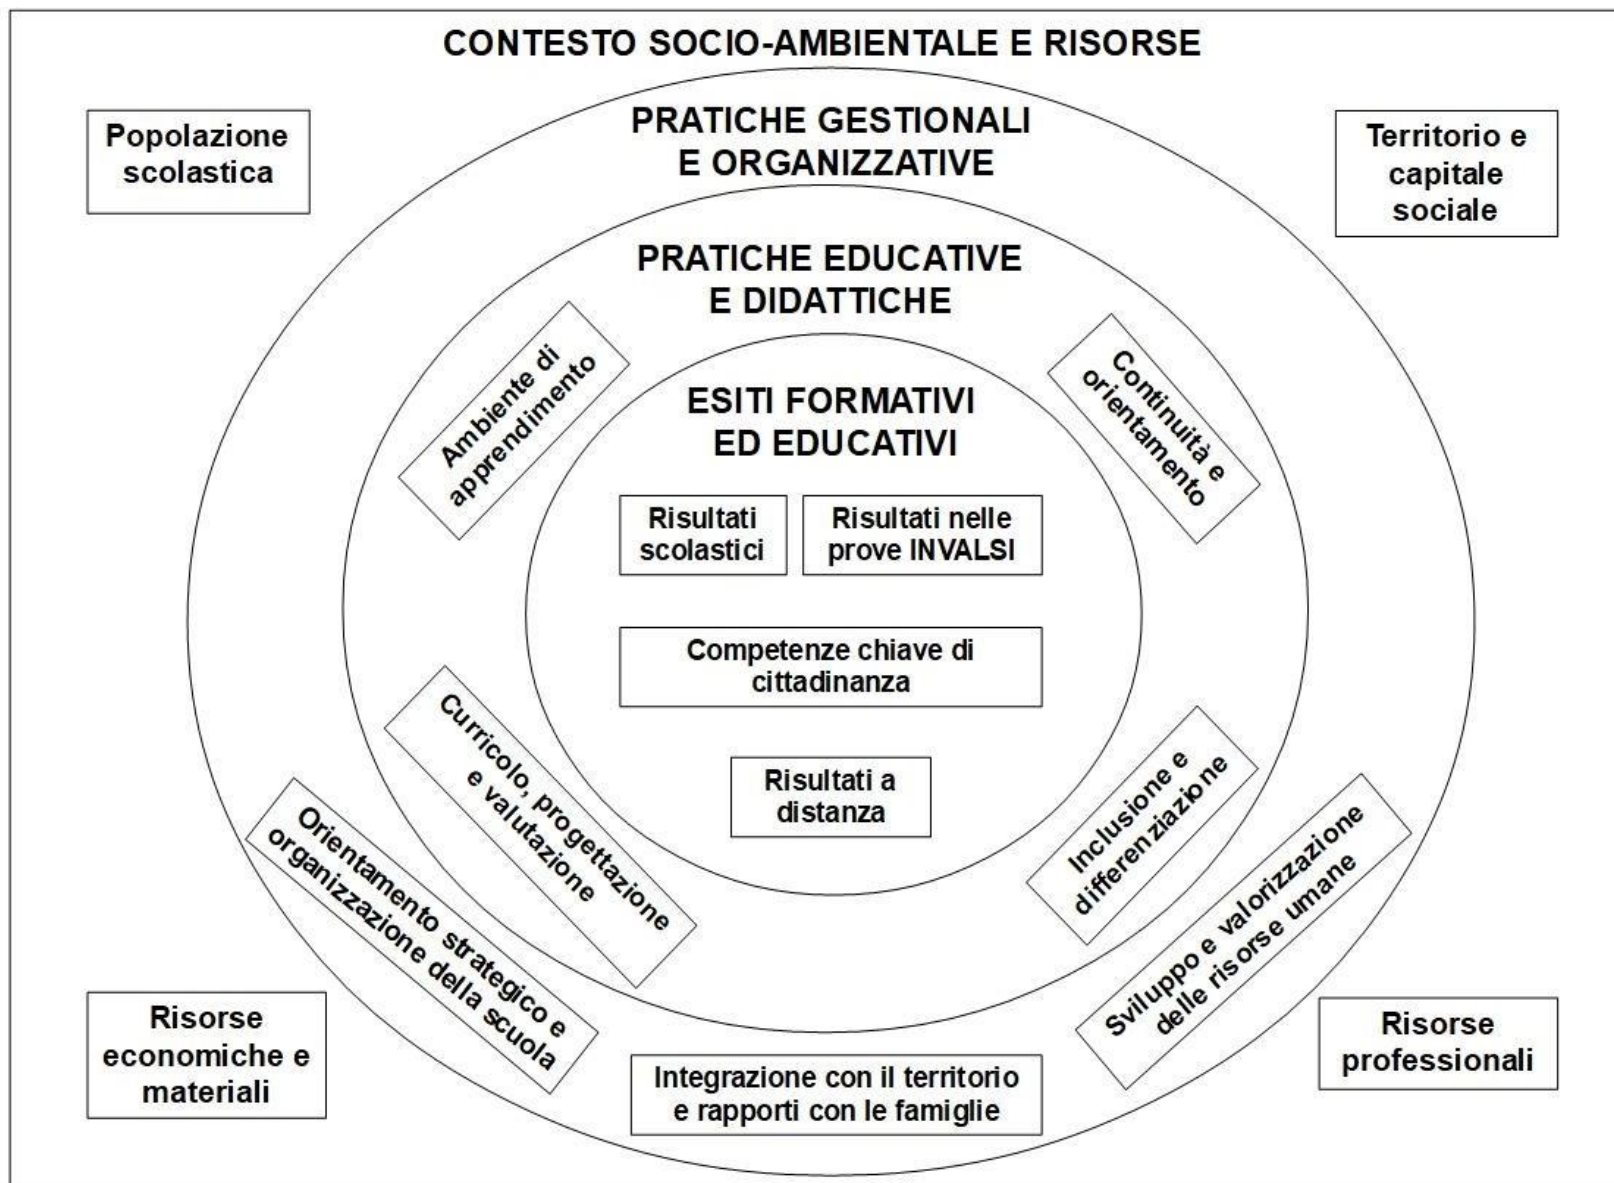 CONTESTO SOCIO-AMBIENTALE E RISORSE
Popolazione
scolastica
PRATICHE GESTIONALI
E ORGANIZZATIVE
Territorio e
capitale
sociale
PRATICHE EDUCATIVE
E DIDATTICHE
Ambiente di
apprendimento
Continuità e
orientamento
ESITI FORMATIVI
ED EDUCATIVI
Risultati
scolastici
Risultati nelle
prove INVALSI
Competenze chiave di
cittadinanza
Risultati a
distanza
Curricolo, progettazione
e valutazione
Inclusione e
differenziazione
Orientamento strategico e
organizzazione della scuola
Sviluppo e valorizzazione
delle risorse umane
Risorse
economiche e
materiali
Integrazione con il territorio
e rapporti con le famiglie
Risorse
professionali